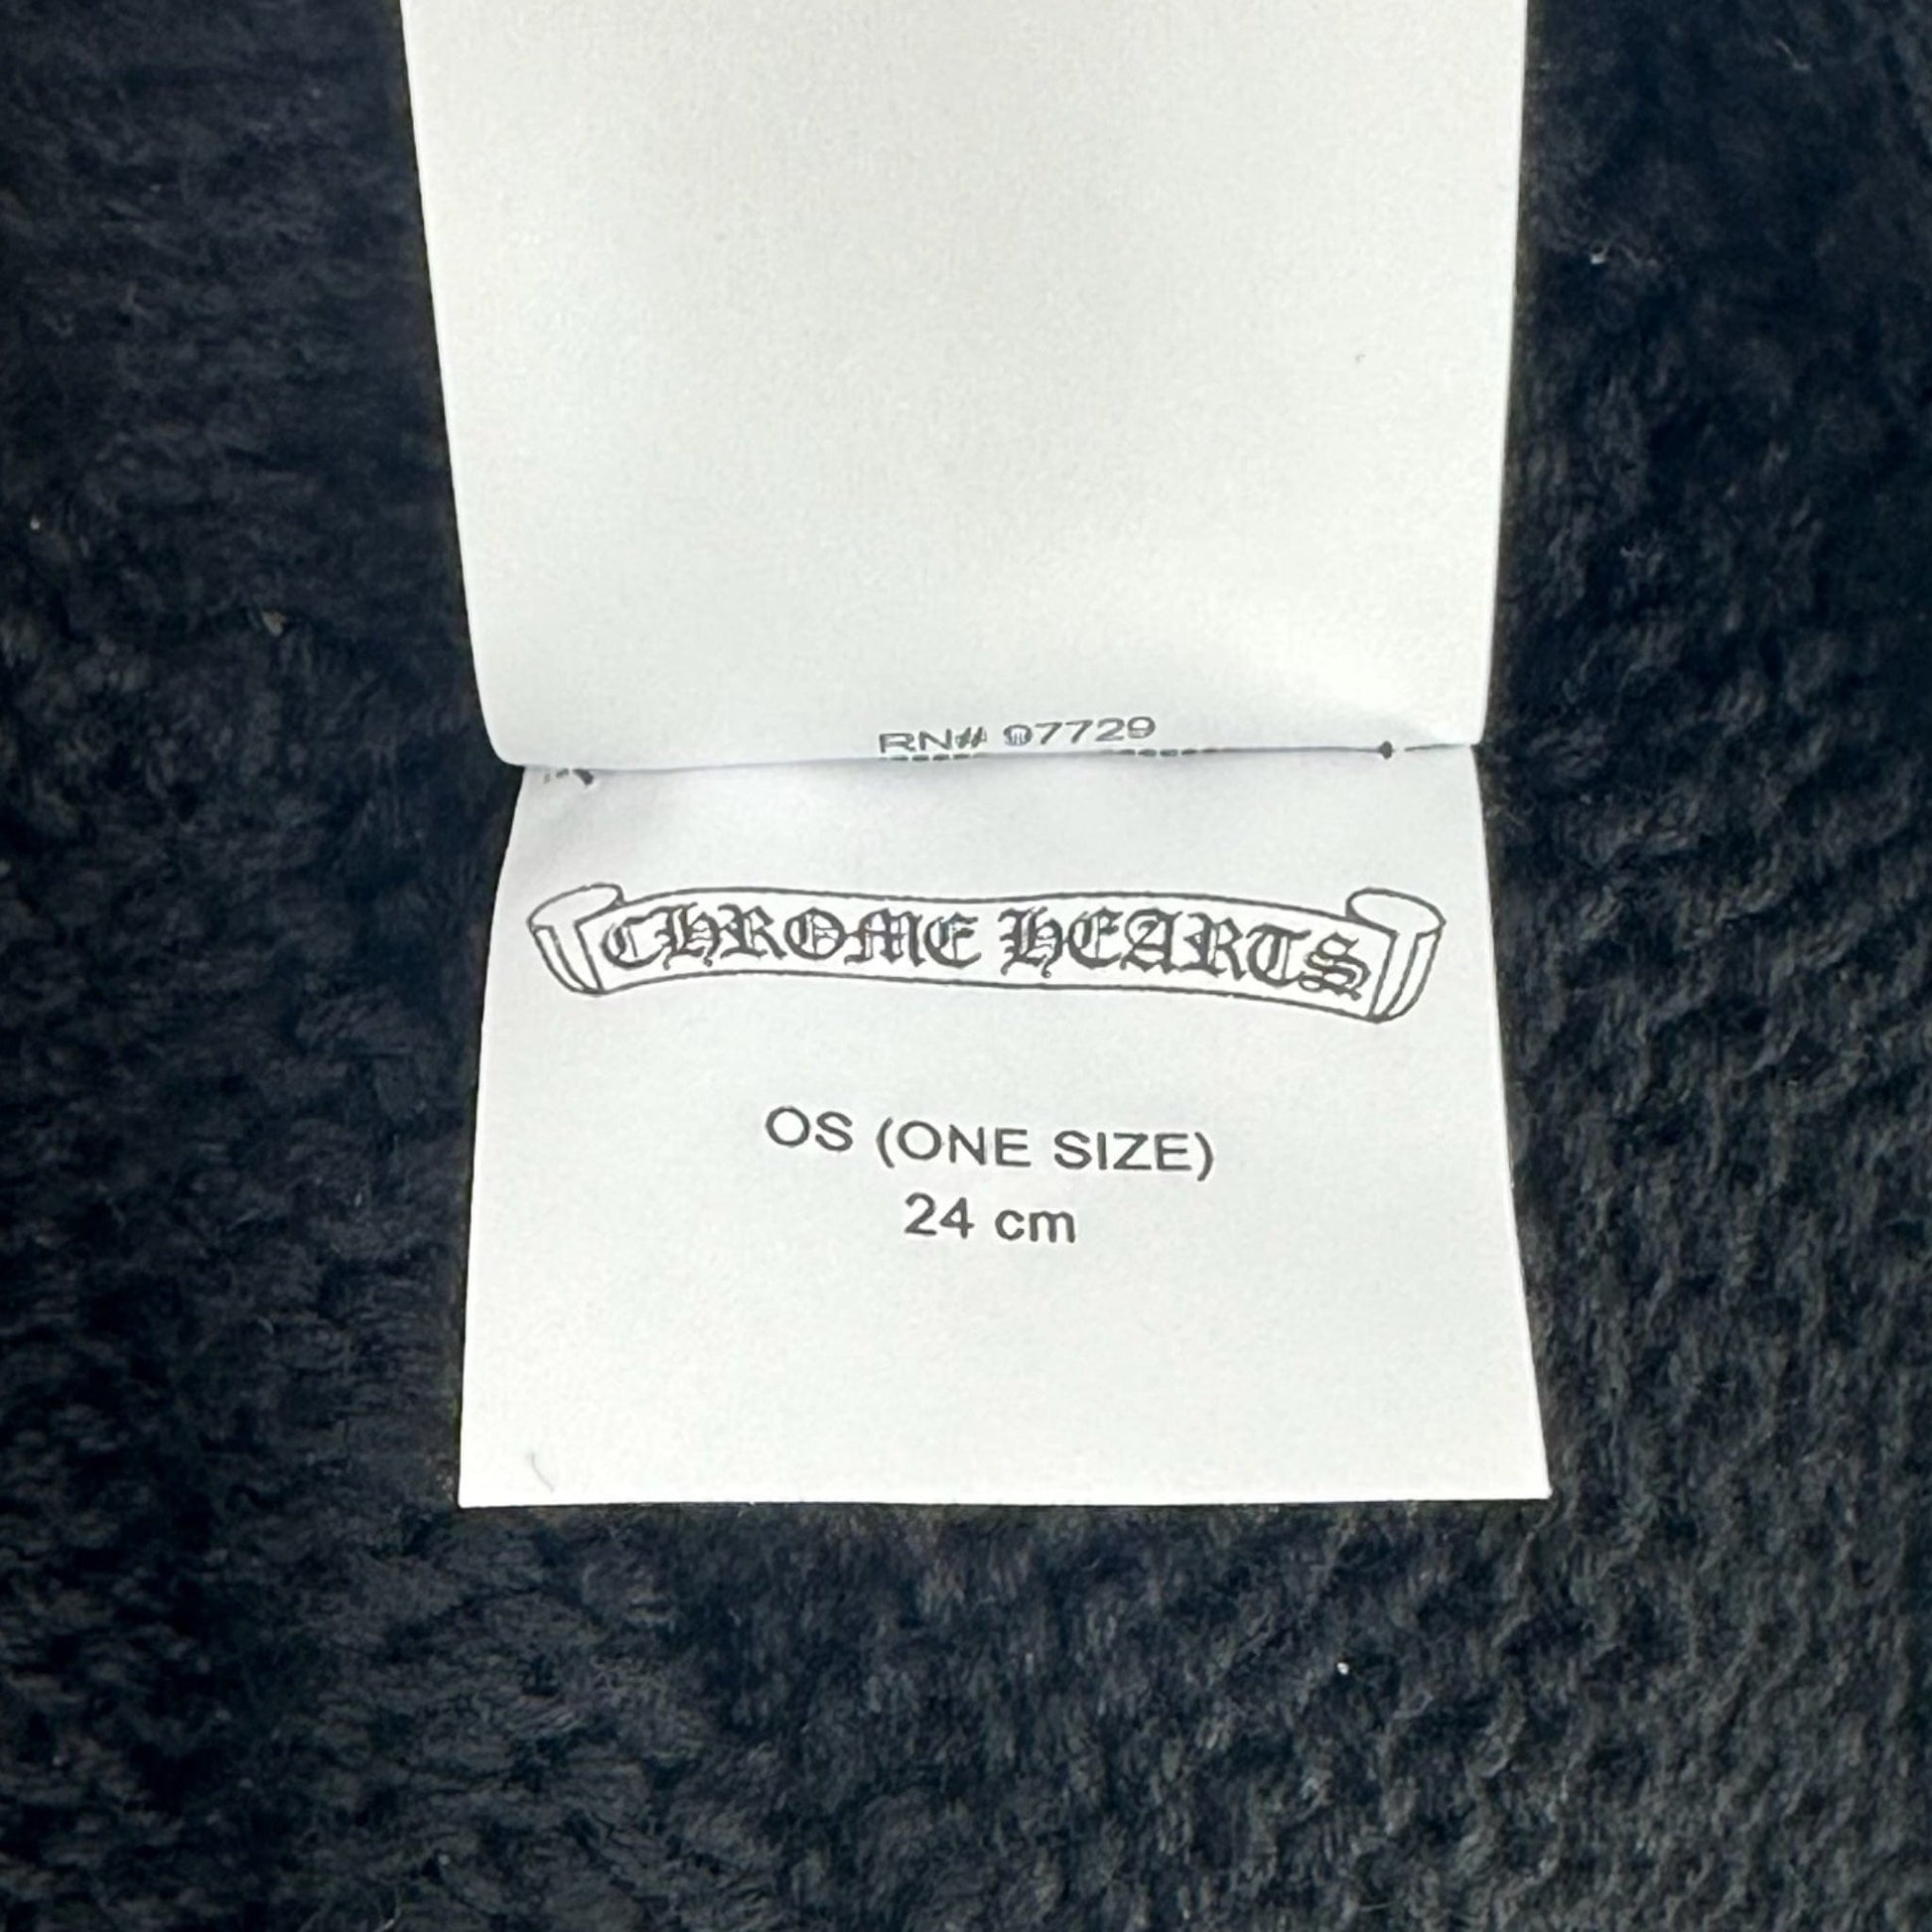 RN# 97729
CHROME HEARTS
OS (ONE SIZE)
24 cm